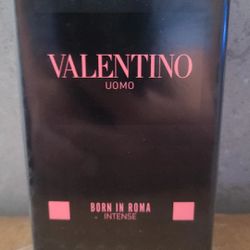 VALENTINO
UOMO
BORN IN ROMA
INTENSE